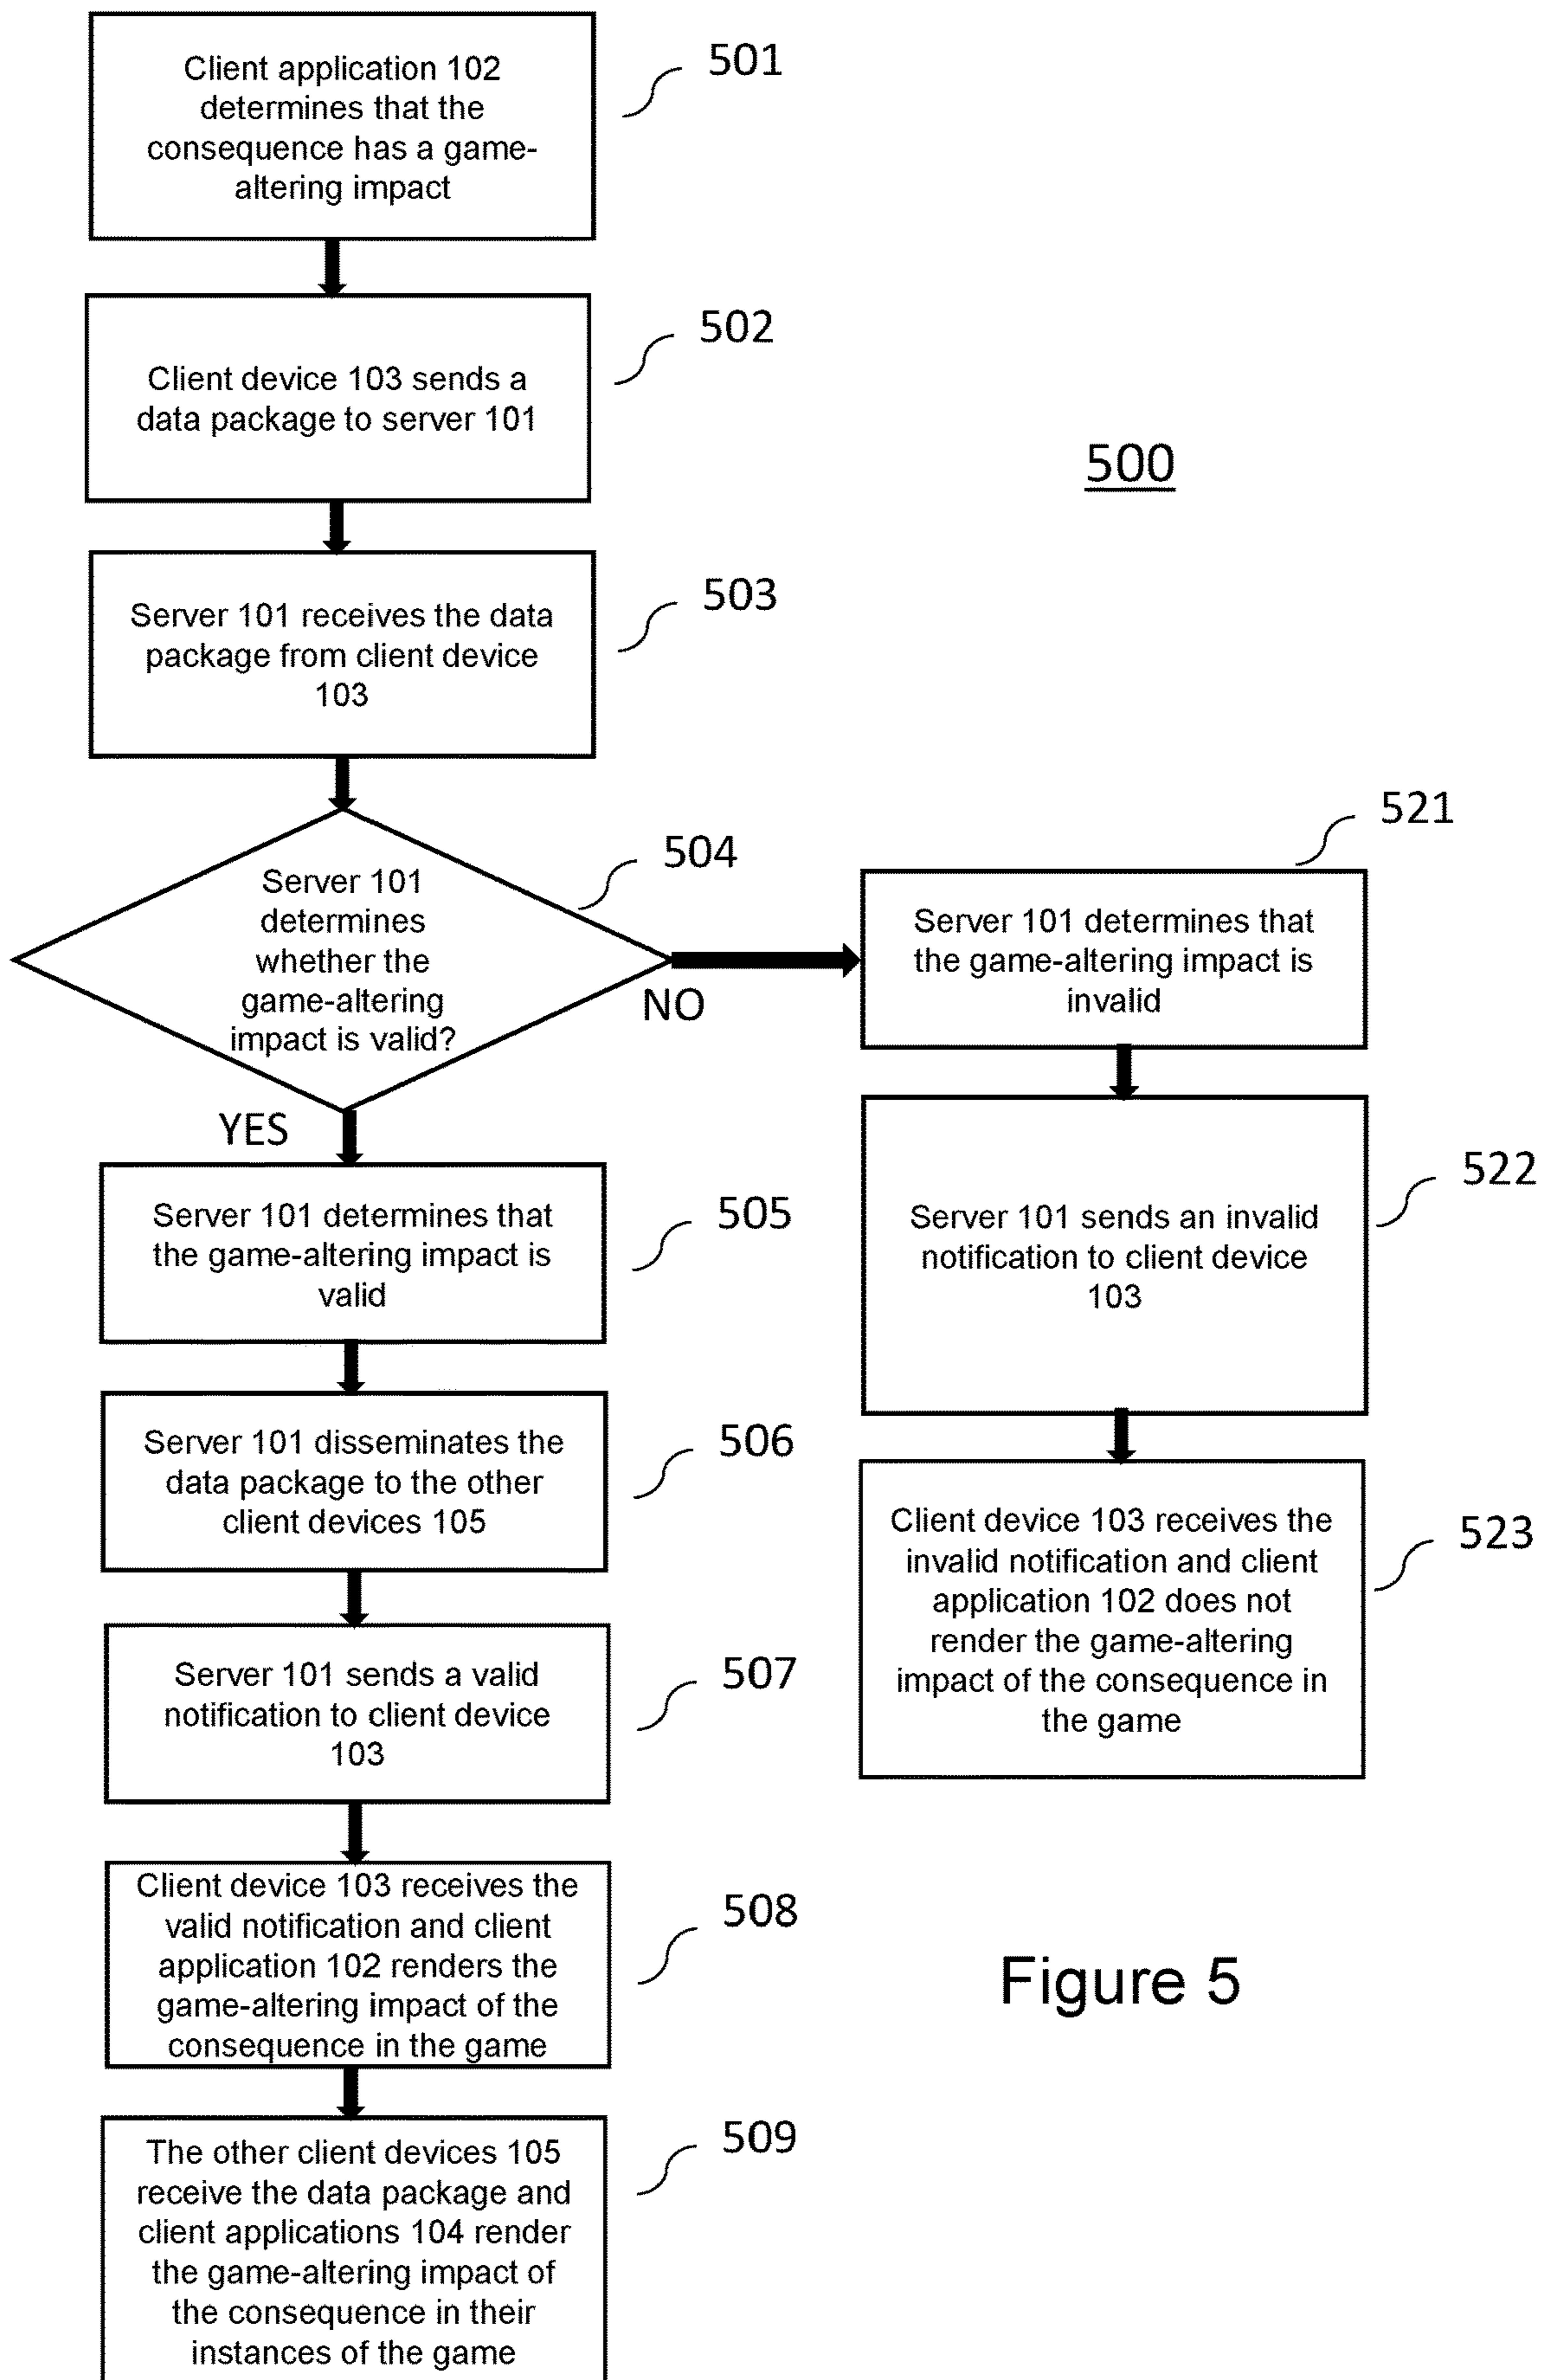 Client application 102
determines that the
consequence has a game-
altering impact
501
Client device 103 sends a
data package to server 101
502
500
Server 101 receives the data
package from client device
103
503
Server 101
determines
whether the
game-altering
impact is valid?
504
NO
YES
Server 101 determines that
the game-altering impact is
invalid
521
Server 101 sends an invalid
notification to client device
103
522
Client device 103 receives the
invalid notification and client
application 102 does not
render the game-altering
impact of the consequence in
the game
523
Server 101 determines that
the game-altering impact is
valid
505
Server 101 disseminates the
data package to the other
client devices 105
506
Server 101 sends a valid
notification to client device
103
507
Client device 103 receives the
valid notification and client
application 102 renders the
game-altering impact of the
consequence in the game
508
The other client devices 105
receive the data package and
client applications 104 render
the game-altering impact of
the consequence in their
instances of the game
509
Figure 5